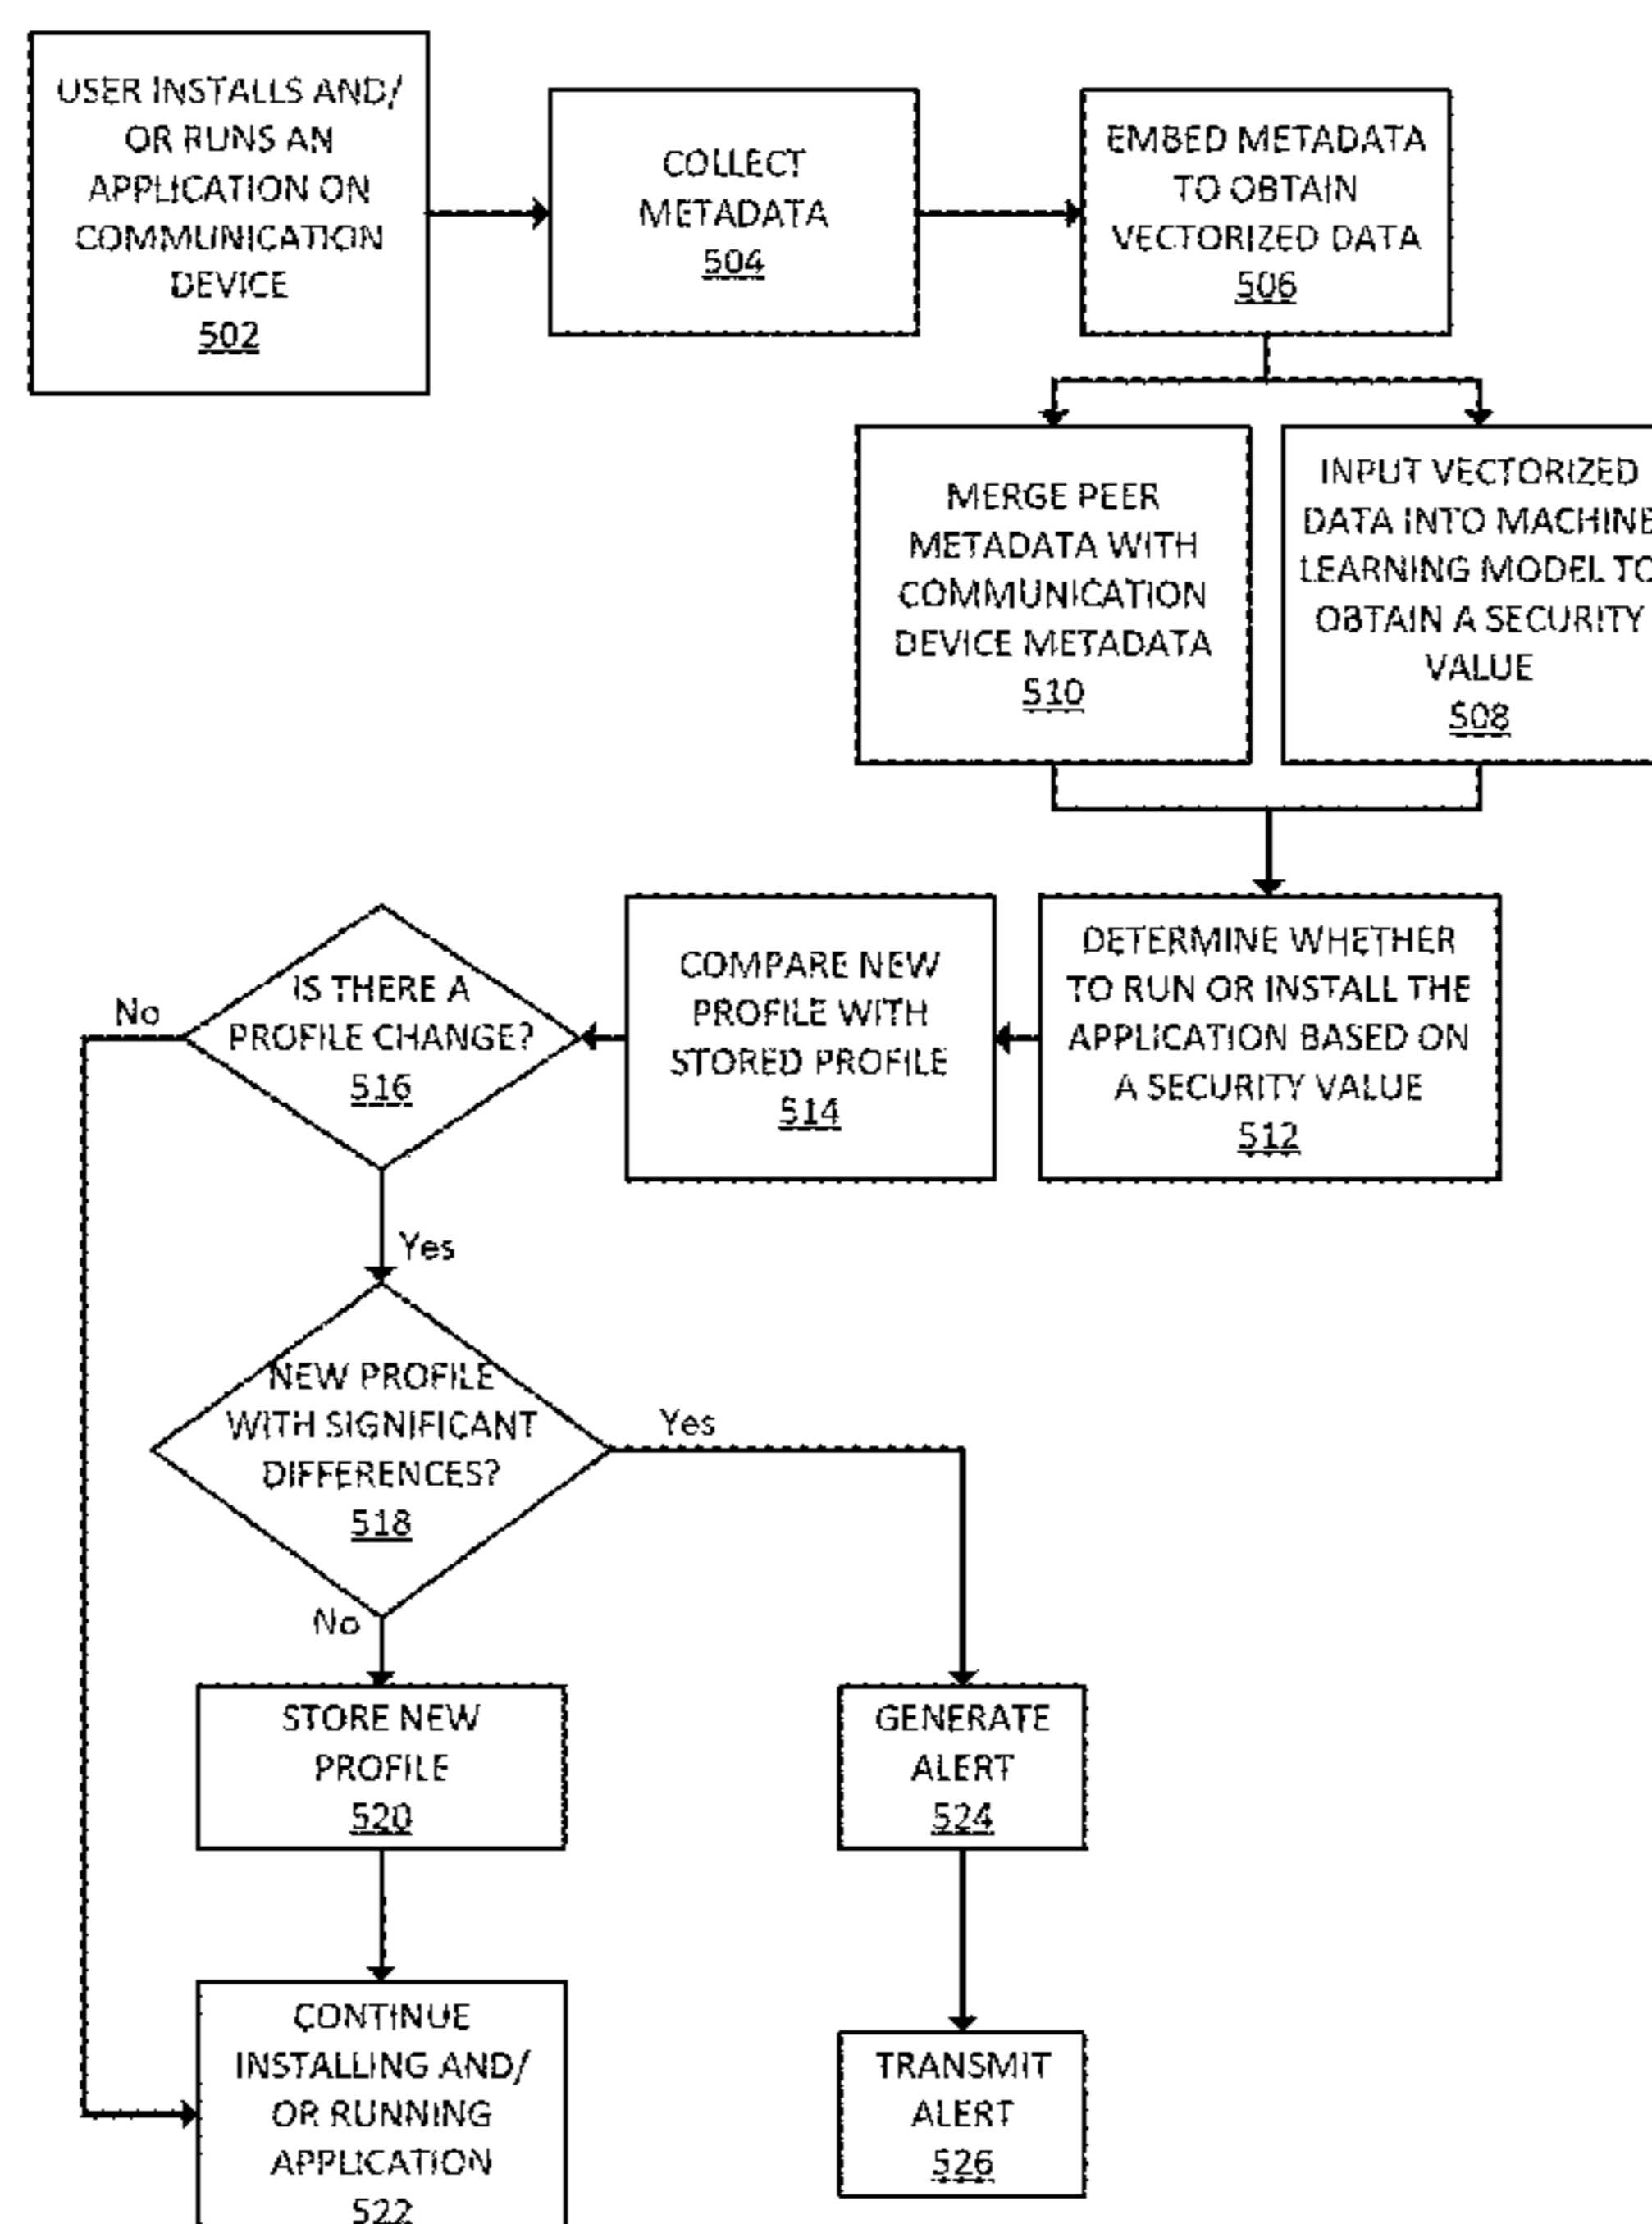 USER INSTALLS AND/
OR RUNS AN
APPLICATION ON
COMMUNICATION
DEVICE
502
COLLECT
METADATA
504
EMBED METADATA
TO OBTAIN
VECTORIZED DATA
506
MERGE PEER
METADATA WITH
COMMUNICATION
DEVICE METADATA
510
INPUT VECTORIZED
DATA INTO MACHINE
LEARNING MODEL TO
OBTAIN A SECURITY
VALUE
508
DETERMINE WHETHER
TO RUN OR INSTALL THE
APPLICATION BASED ON
A SECURITY VALUE
512
COMPARE NEW
PROFILE WITH
STORED PROFILE
514
IS THERE A
PROFILE CHANGE?
516
No
Yes
NEW PROFILE
WITH SIGNIFICANT
DIFFERENCES?
518
Yes
No
STORE NEW
PROFILE
520
GENERATE
ALERT
524
CONTINUE
INSTALLING AND/
OR RUNNING
APPLICATION
522
TRANSMIT
ALERT
526